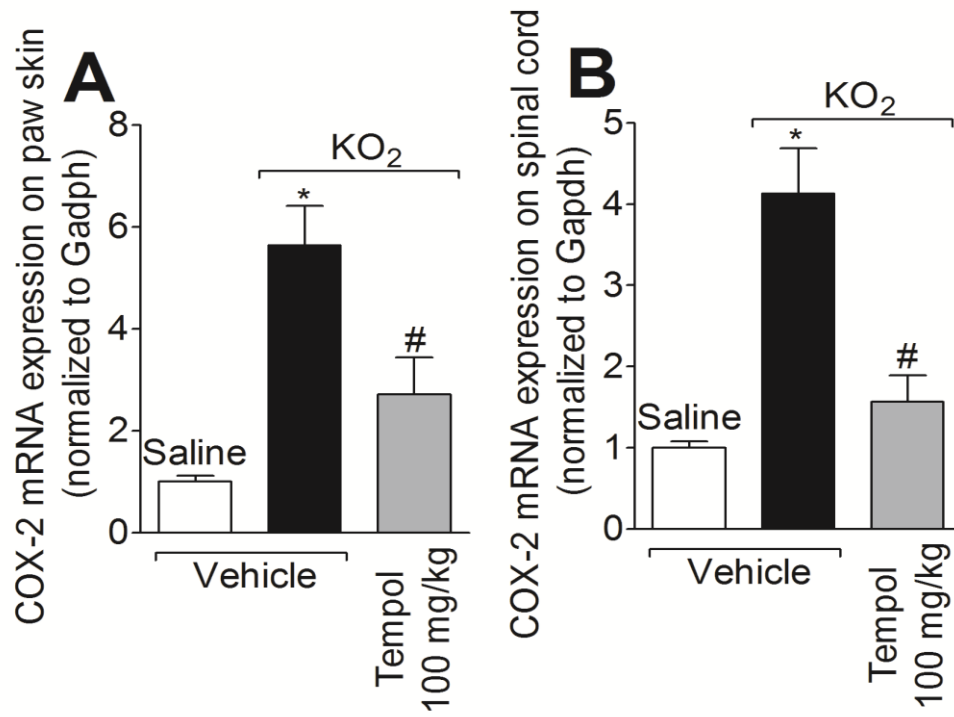 A
COX-2 mRNA expression on paw skin
(normalized to Gadph)
8
6
4
2
0
KO₂
*
#
Saline
Vehicle
Tempol
100 mg/kg
B
COX-2 mRNA expression on spinal cord
(normalized to Gapdh)
5
4
3
2
1
0
KO₂
*
#
Saline
Vehicle
Tempol
100 mg/kg